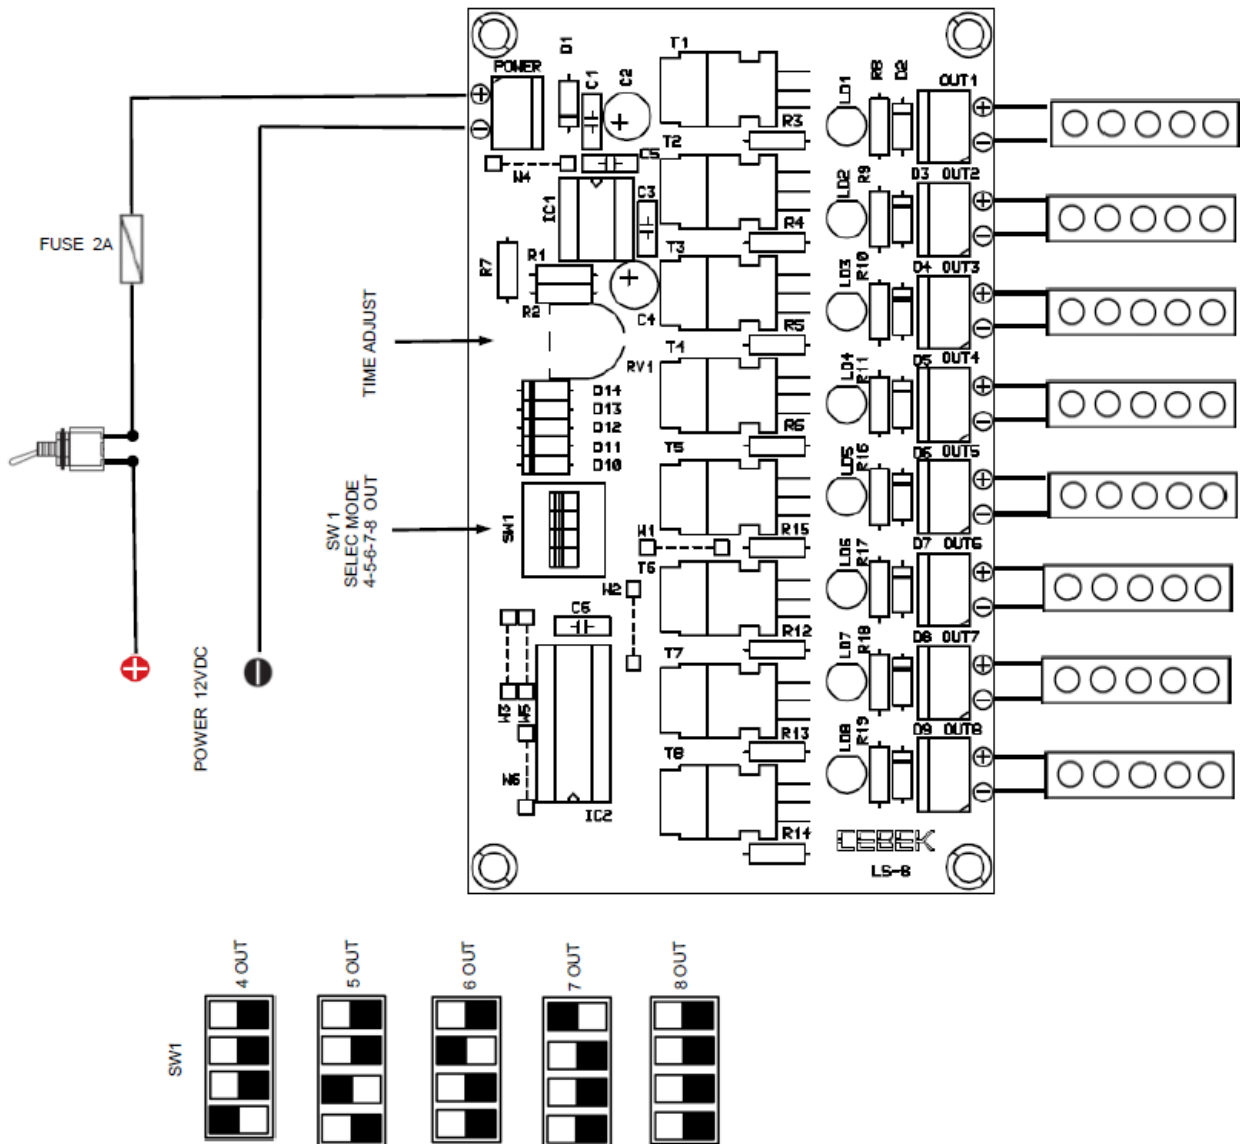 POWER
D1
C1
C2
T1
R3
LD1
R8
D2
OUT1
T2
W4
C5
IC1
C3
R4
LD2
R9
D3 OUT2
FUSE 2A
R7
R1
R2
T3
C4
LD3
R10
D4 OUT3
TIME ADJUST
RV1
T4
LD4
R11
D5 OUT4
D14
D13
D12
D11
D10
R6
T5
LD5
R16
D6 OUT5
SW 1
SELEC MODE
4-5-6-7-8 OUT
SW1
W1
R15
T6
W2
LD6
R17
D7 OUT6
C6
R12
T7
LD7
R18
D8 OUT7
POWER 12VDC
W3
W5
R13
T8
LD8
R19
D9 OUT8
W6
IC2
R14
CEBEK
LS-8
SW1
4 OUT
5 OUT
6 OUT
7 OUT
8 OUT